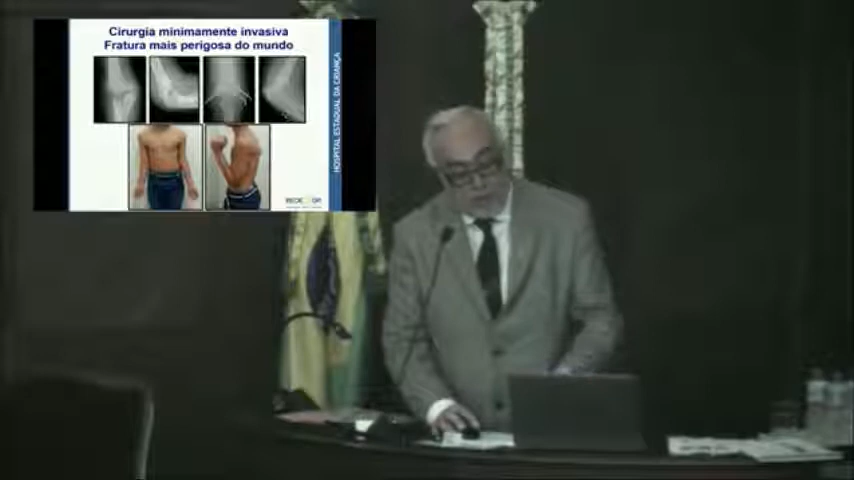 Cirurgia minimamente invasiva
Fratura mais perigosa do mundo
HOSPITAL ESTADUAL DA CRIANÇA